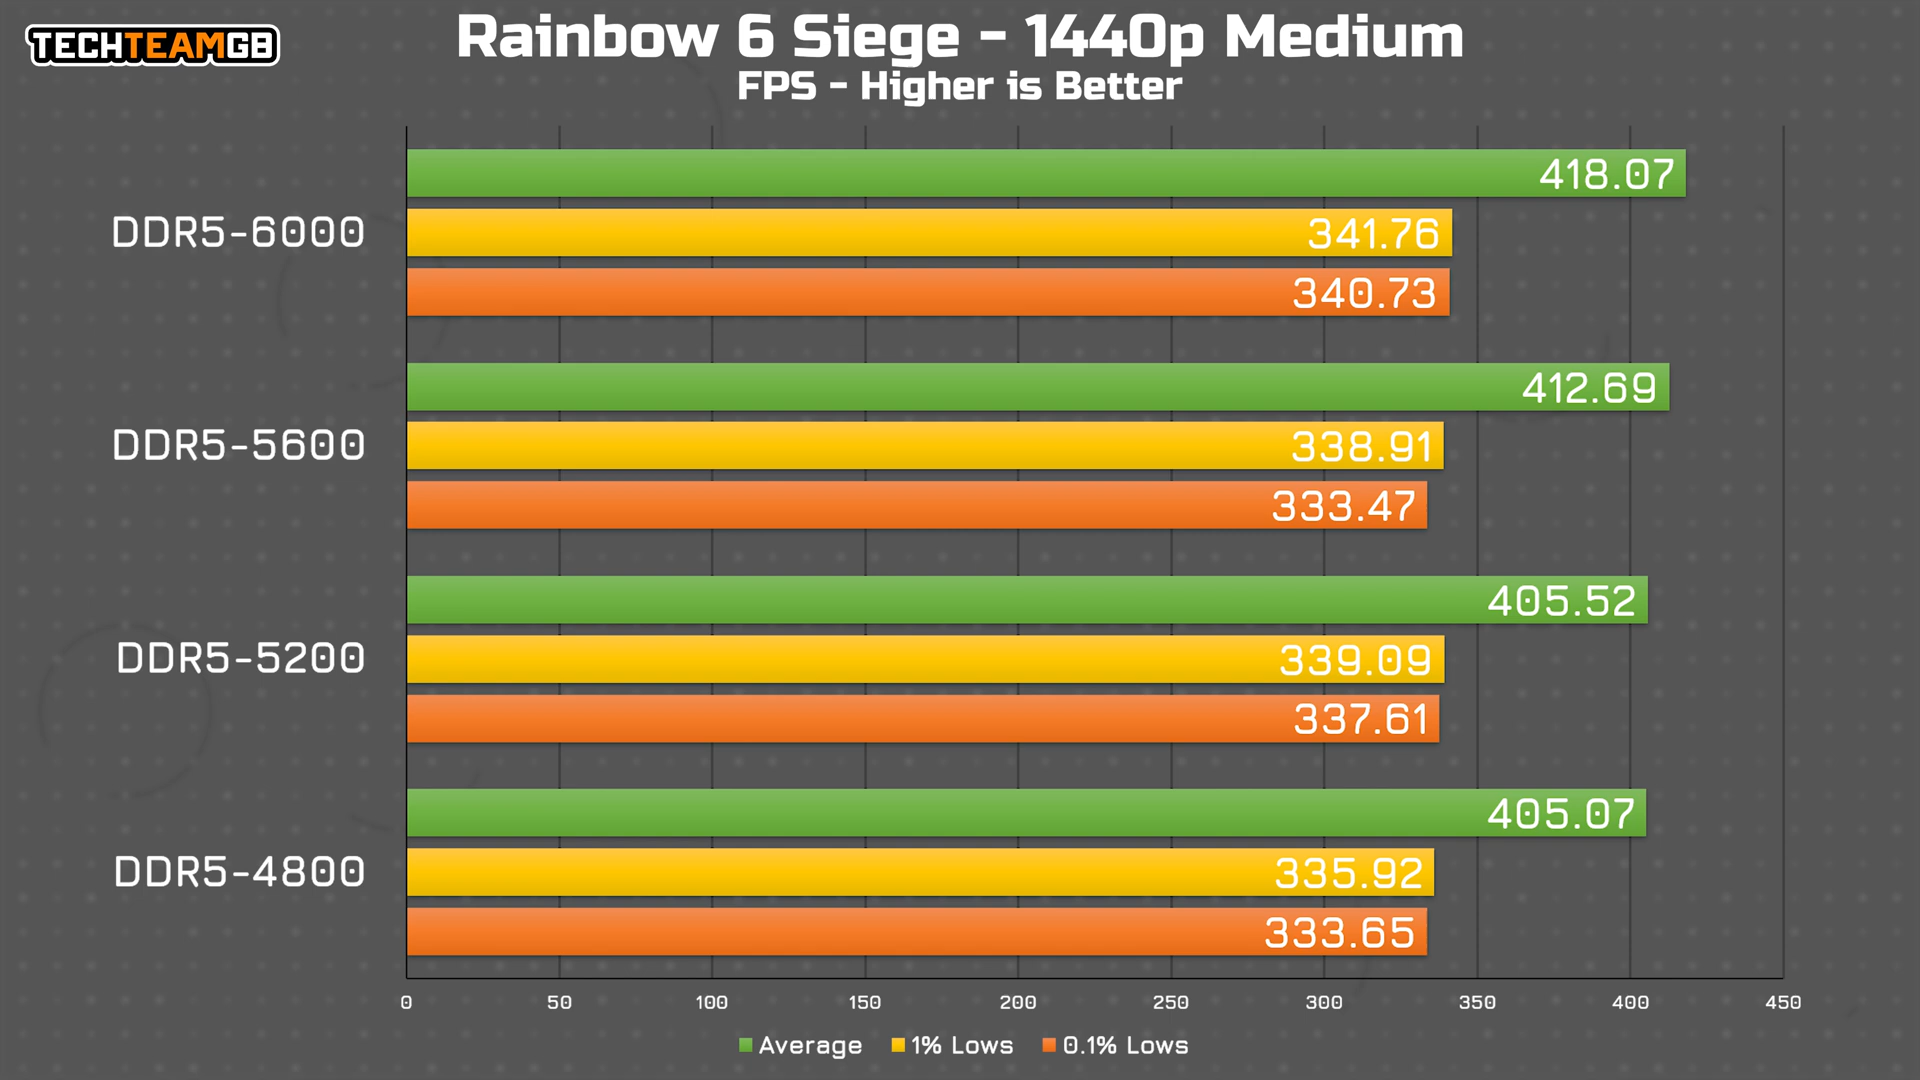 TECHTEAMGB
Rainbow 6 Siege - 1440p Medium
FPS - Higher is Better
DDR5-6000
418.07
341.76
340.73
DDR5-5600
412.69
338.91
333.47
DDR5-5200
405.52
339.09
337.61
DDR5-4800
405.07
335.92
333.65
0 50 100 150 200 250 300 350 400 450
Average 1% Lows 0.1% Lows